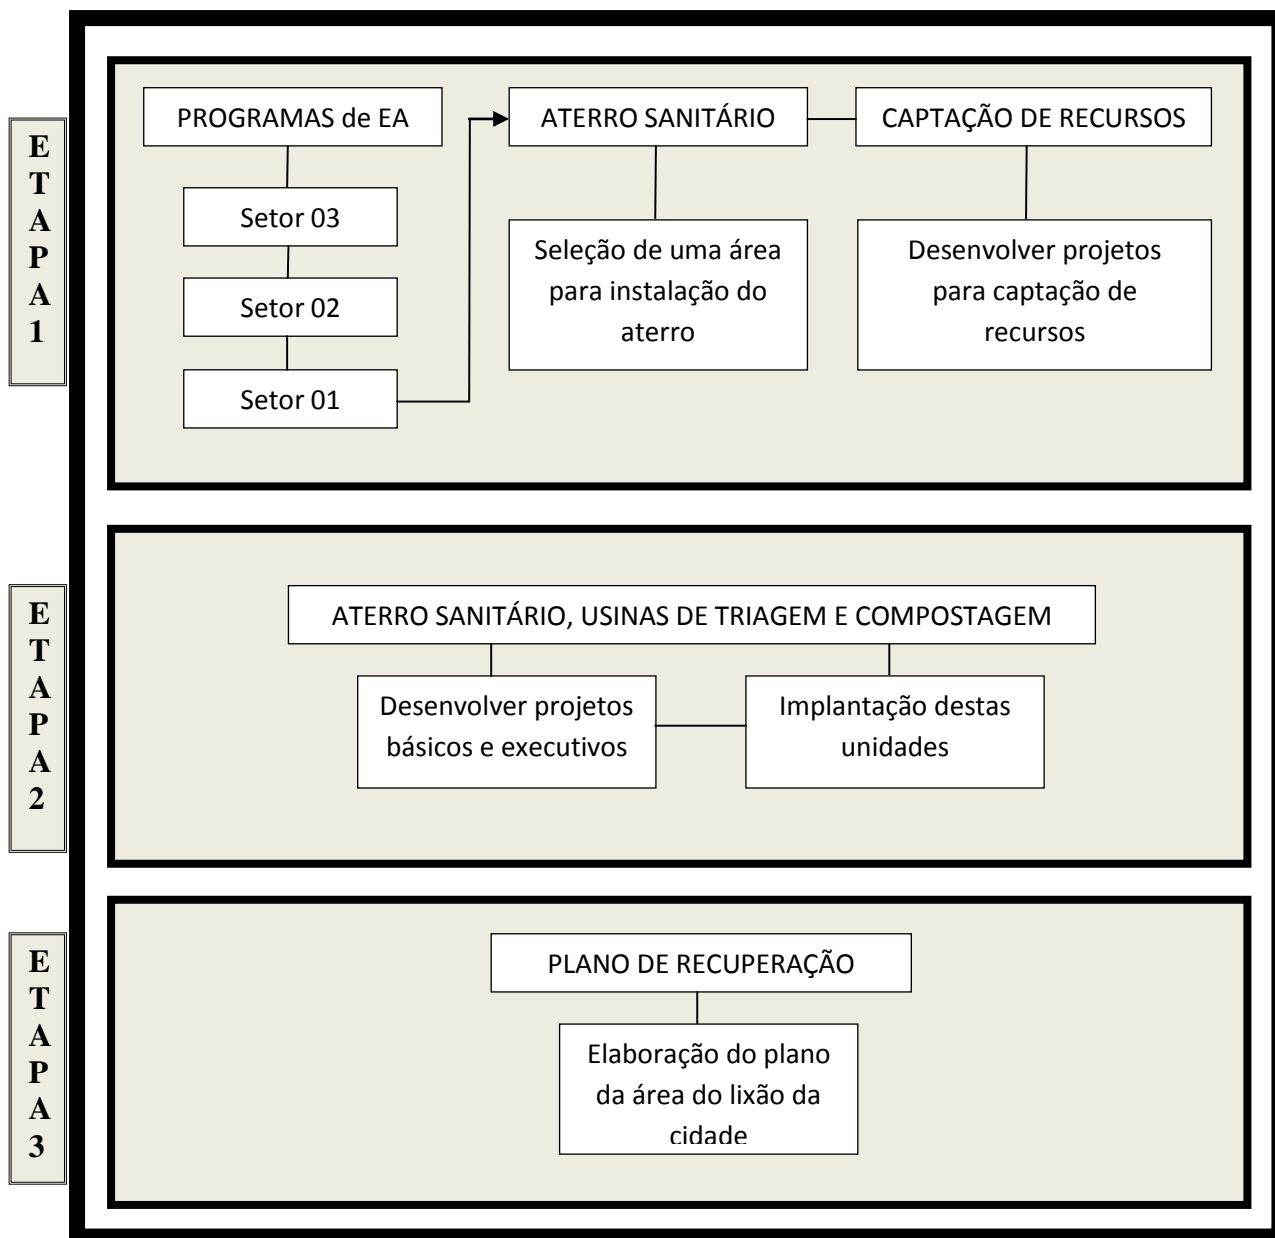 E
T
A
P
A
1
PROGRAMAS de EA
Setor 03
Setor 02
Setor 01
ATERRO SANITÁRIO
Seleção de uma área
para instalação do
aterro
CAPTAÇÃO DE RECURSOS
Desenvolver projetos
para captação de
recursos
E
T
A
P
A
2
ATERRO SANITÁRIO, USINAS DE TRIAGEM E COMPOSTAGEM
Desenvolver projetos
básicos e executivos
Implantação destas
unidades
E
T
A
P
A
3
PLANO DE RECUPERAÇÃO
Elaboração do plano
da área do lixão da
cidade